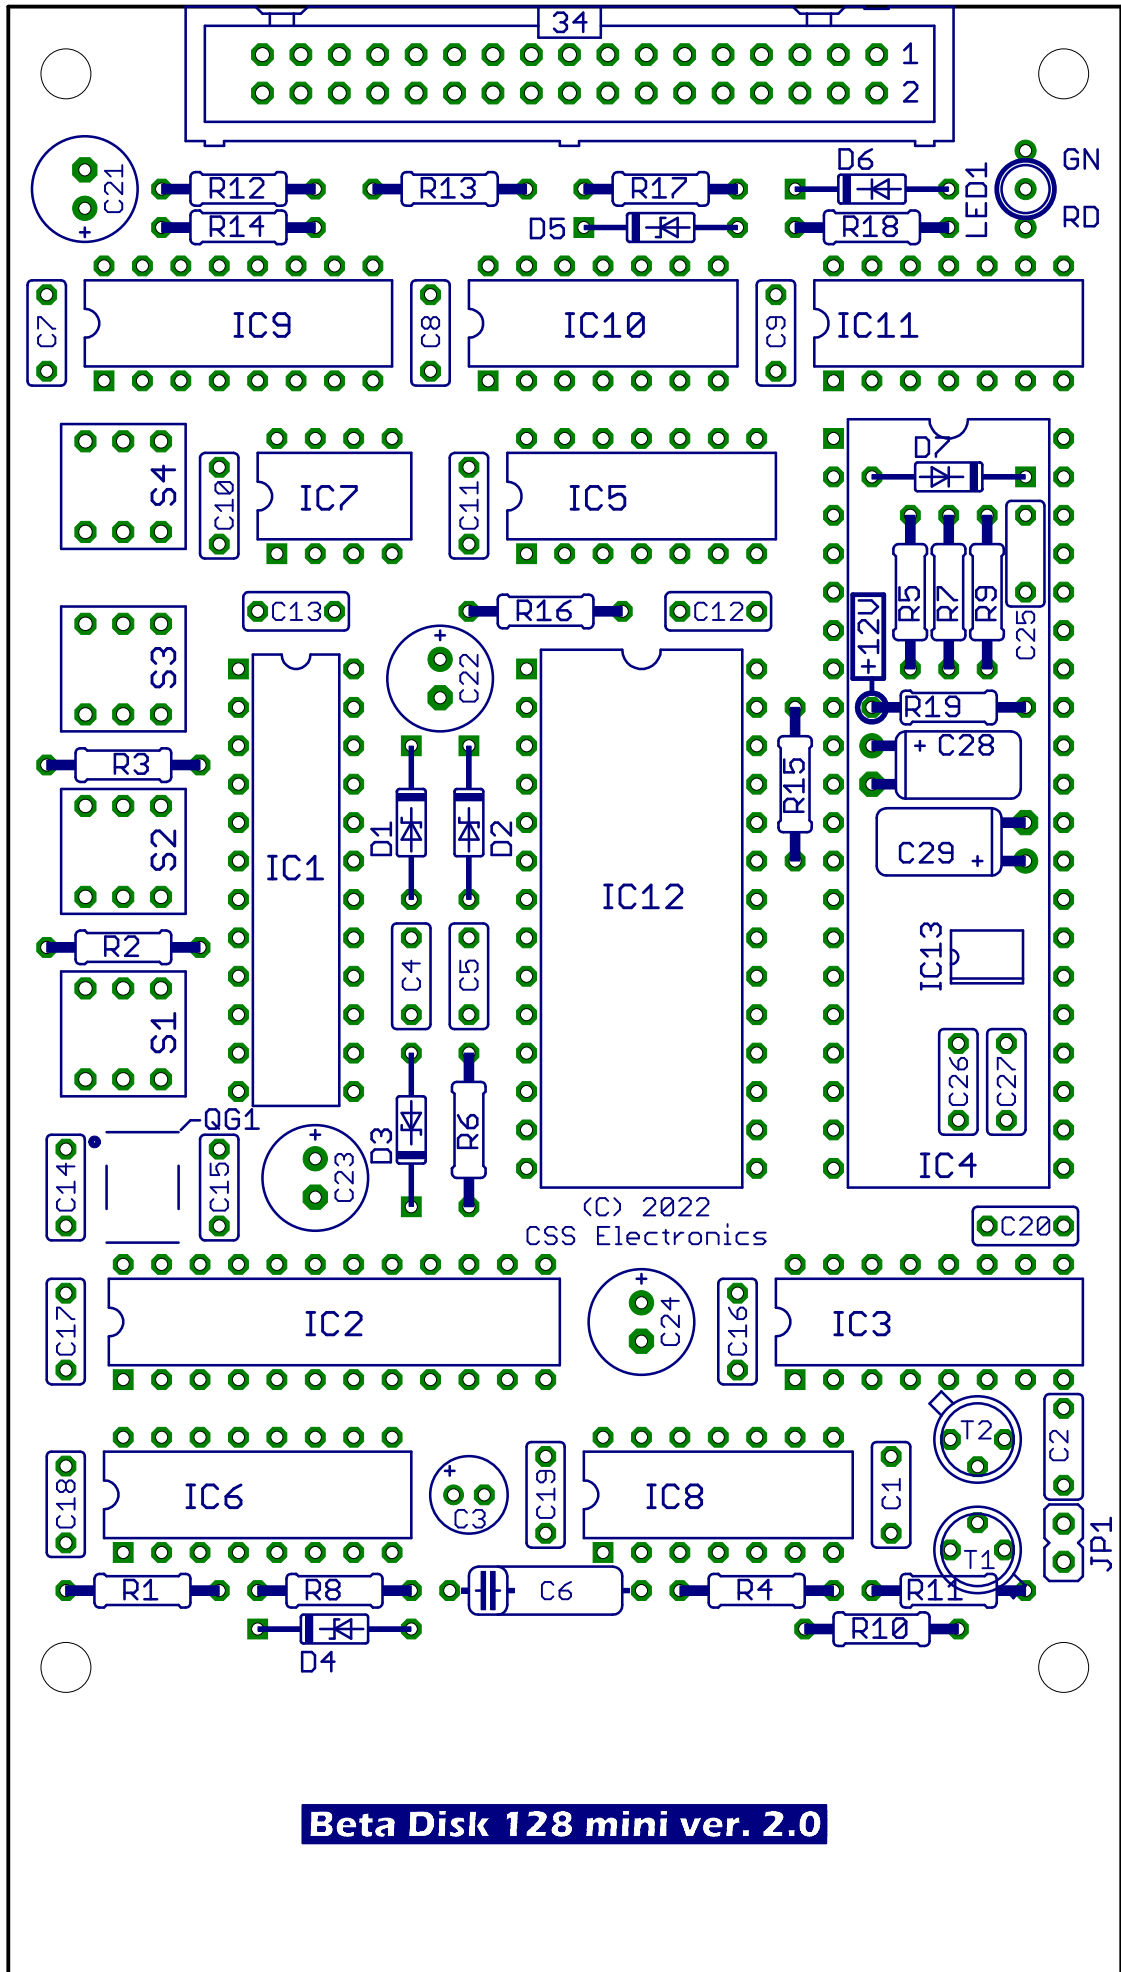 34
1
2
D6
GN
C21
R12
R13
R17
LED1
R14
D5
R18
RD
+
C7
IC9
C8
IC10
C9
IC11
D7
S4
C10
IC7
C11
IC5
R5
R7
R9
C13
R16
C12
+12V
C25
S3
+
C22
R19
R3
R15
+
C28
D1
D2
S2
IC1
C29
+
IC12
R2
C4
C5
IC13
S1
C26
C27
QG1
D3
R6
+
C14
C15
C23
IC4
(C) 2022
CSS Electronics
C20
+
C17
IC2
C24
C16
IC3
T2
C2
+
C18
IC6
C3
C19
IC8
C1
T1
JP1
R1
R8
C6
R4
R11
R10
D4
Beta Disk 128 mini ver. 2.0